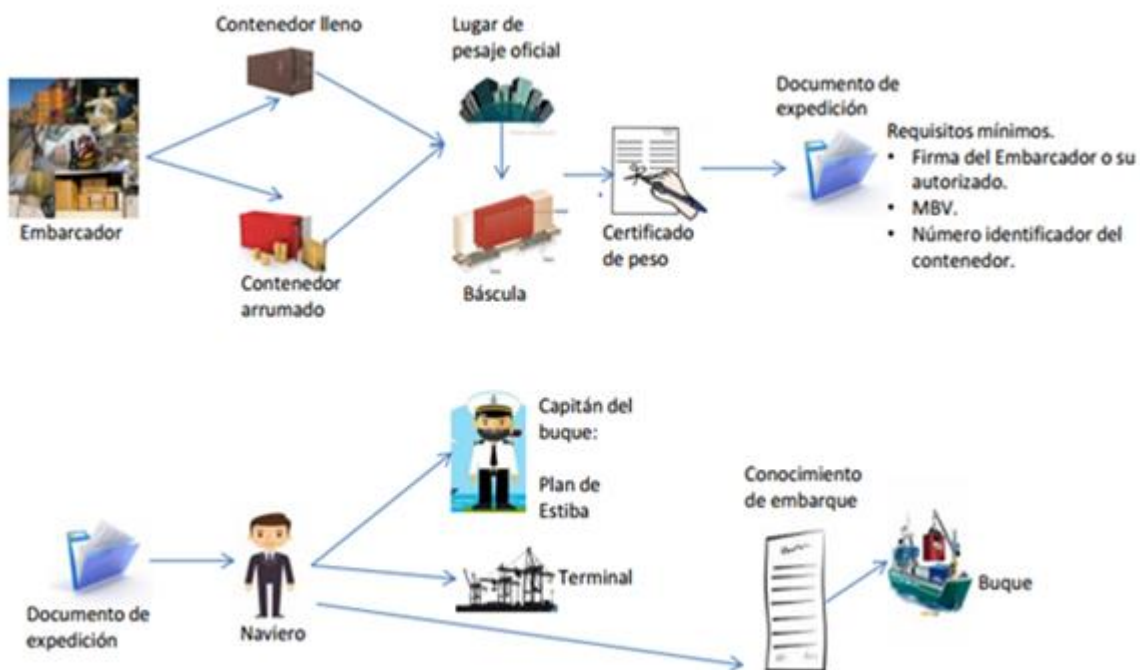 Contenedor lleno
Lugar de
pesaje oficial
Documento de
expedición
Requisitos mínimos.
• Firma del Embarcador o su
autorizado.
• MBV.
• Número identificador del
contenedor.
Embarcador
Contenedor
arrumado
Báscula
Certificado
de peso
Capitán del
buque:
Plan de
Estiba
Conocimiento
de embarque
Documento de
expedición
Naviero
Terminal
Buque